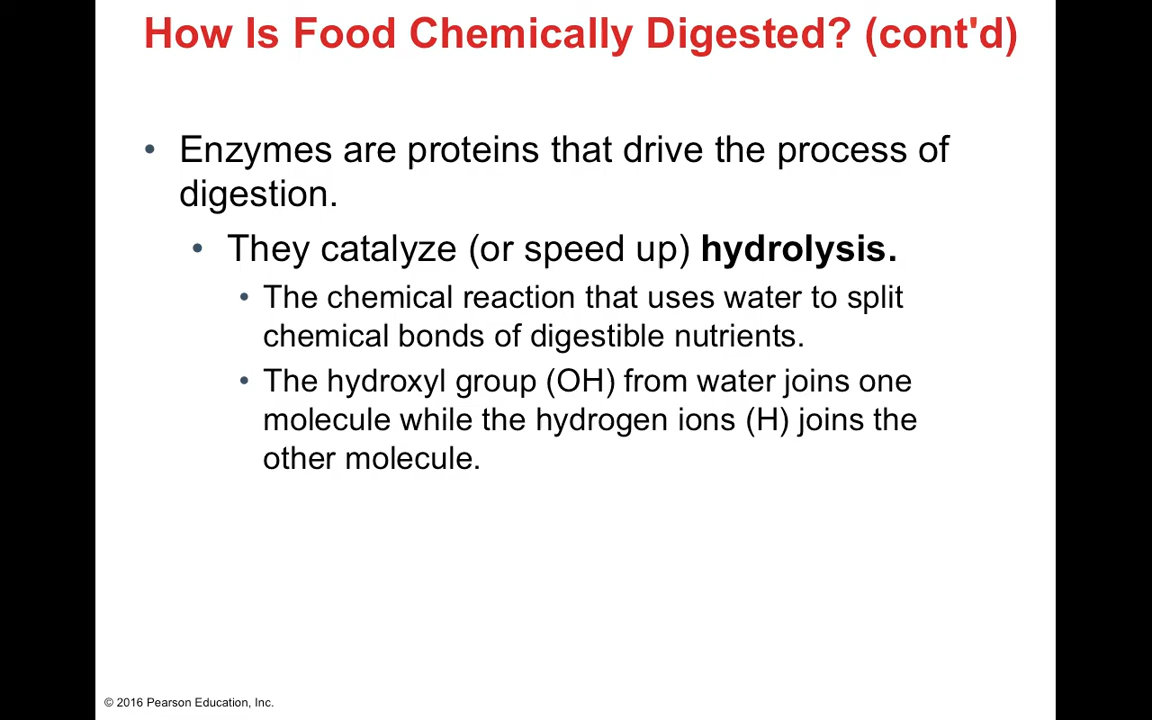 How Is Food Chemically Digested? (cont'd)
• Enzymes are proteins that drive the process of
digestion.
• They catalyze (or speed up) hydrolysis.
• The chemical reaction that uses water to split
chemical bonds of digestible nutrients.
• The hydroxyl group (OH) from water joins one
molecule while the hydrogen ions (H) joins the
other molecule.
© 2016 Pearson Education, Inc.